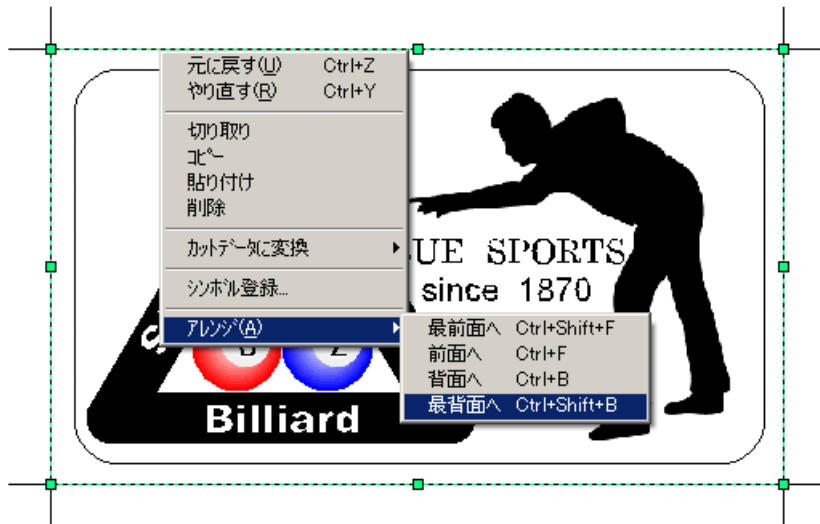 元に戻す(U) Ctrl+Z
やり直す(R) Ctrl+Y
切り取り
ｺﾋﾟｰ
貼り付け
削除
ｶｯﾄﾃﾞｰﾀに変換
ｼﾝﾎﾞﾙ登録...
ｱﾚﾝｼﾞ(A)
最前面へ Ctrl+Shift+F
前面へ Ctrl+F
背面へ Ctrl+B
最背面へ Ctrl+Shift+B
UE SPORTS
since 1870
S
Billiard